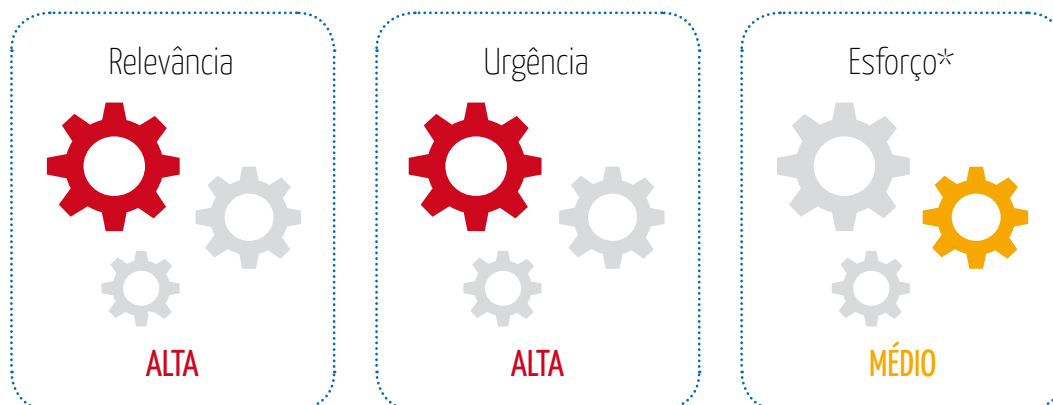 Relevância
Urgência
Esforço*
ALTA
ALTA
MÉDIO